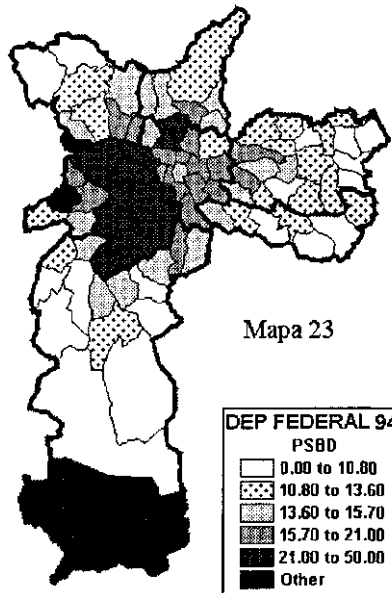 Mapa 23
DEP FEDERAL 94
PSBD
0.00 to 10.80
10.80 to 13.60
13.60 to 15.70
15.70 to 21.00
21.00 to 50.00
Other